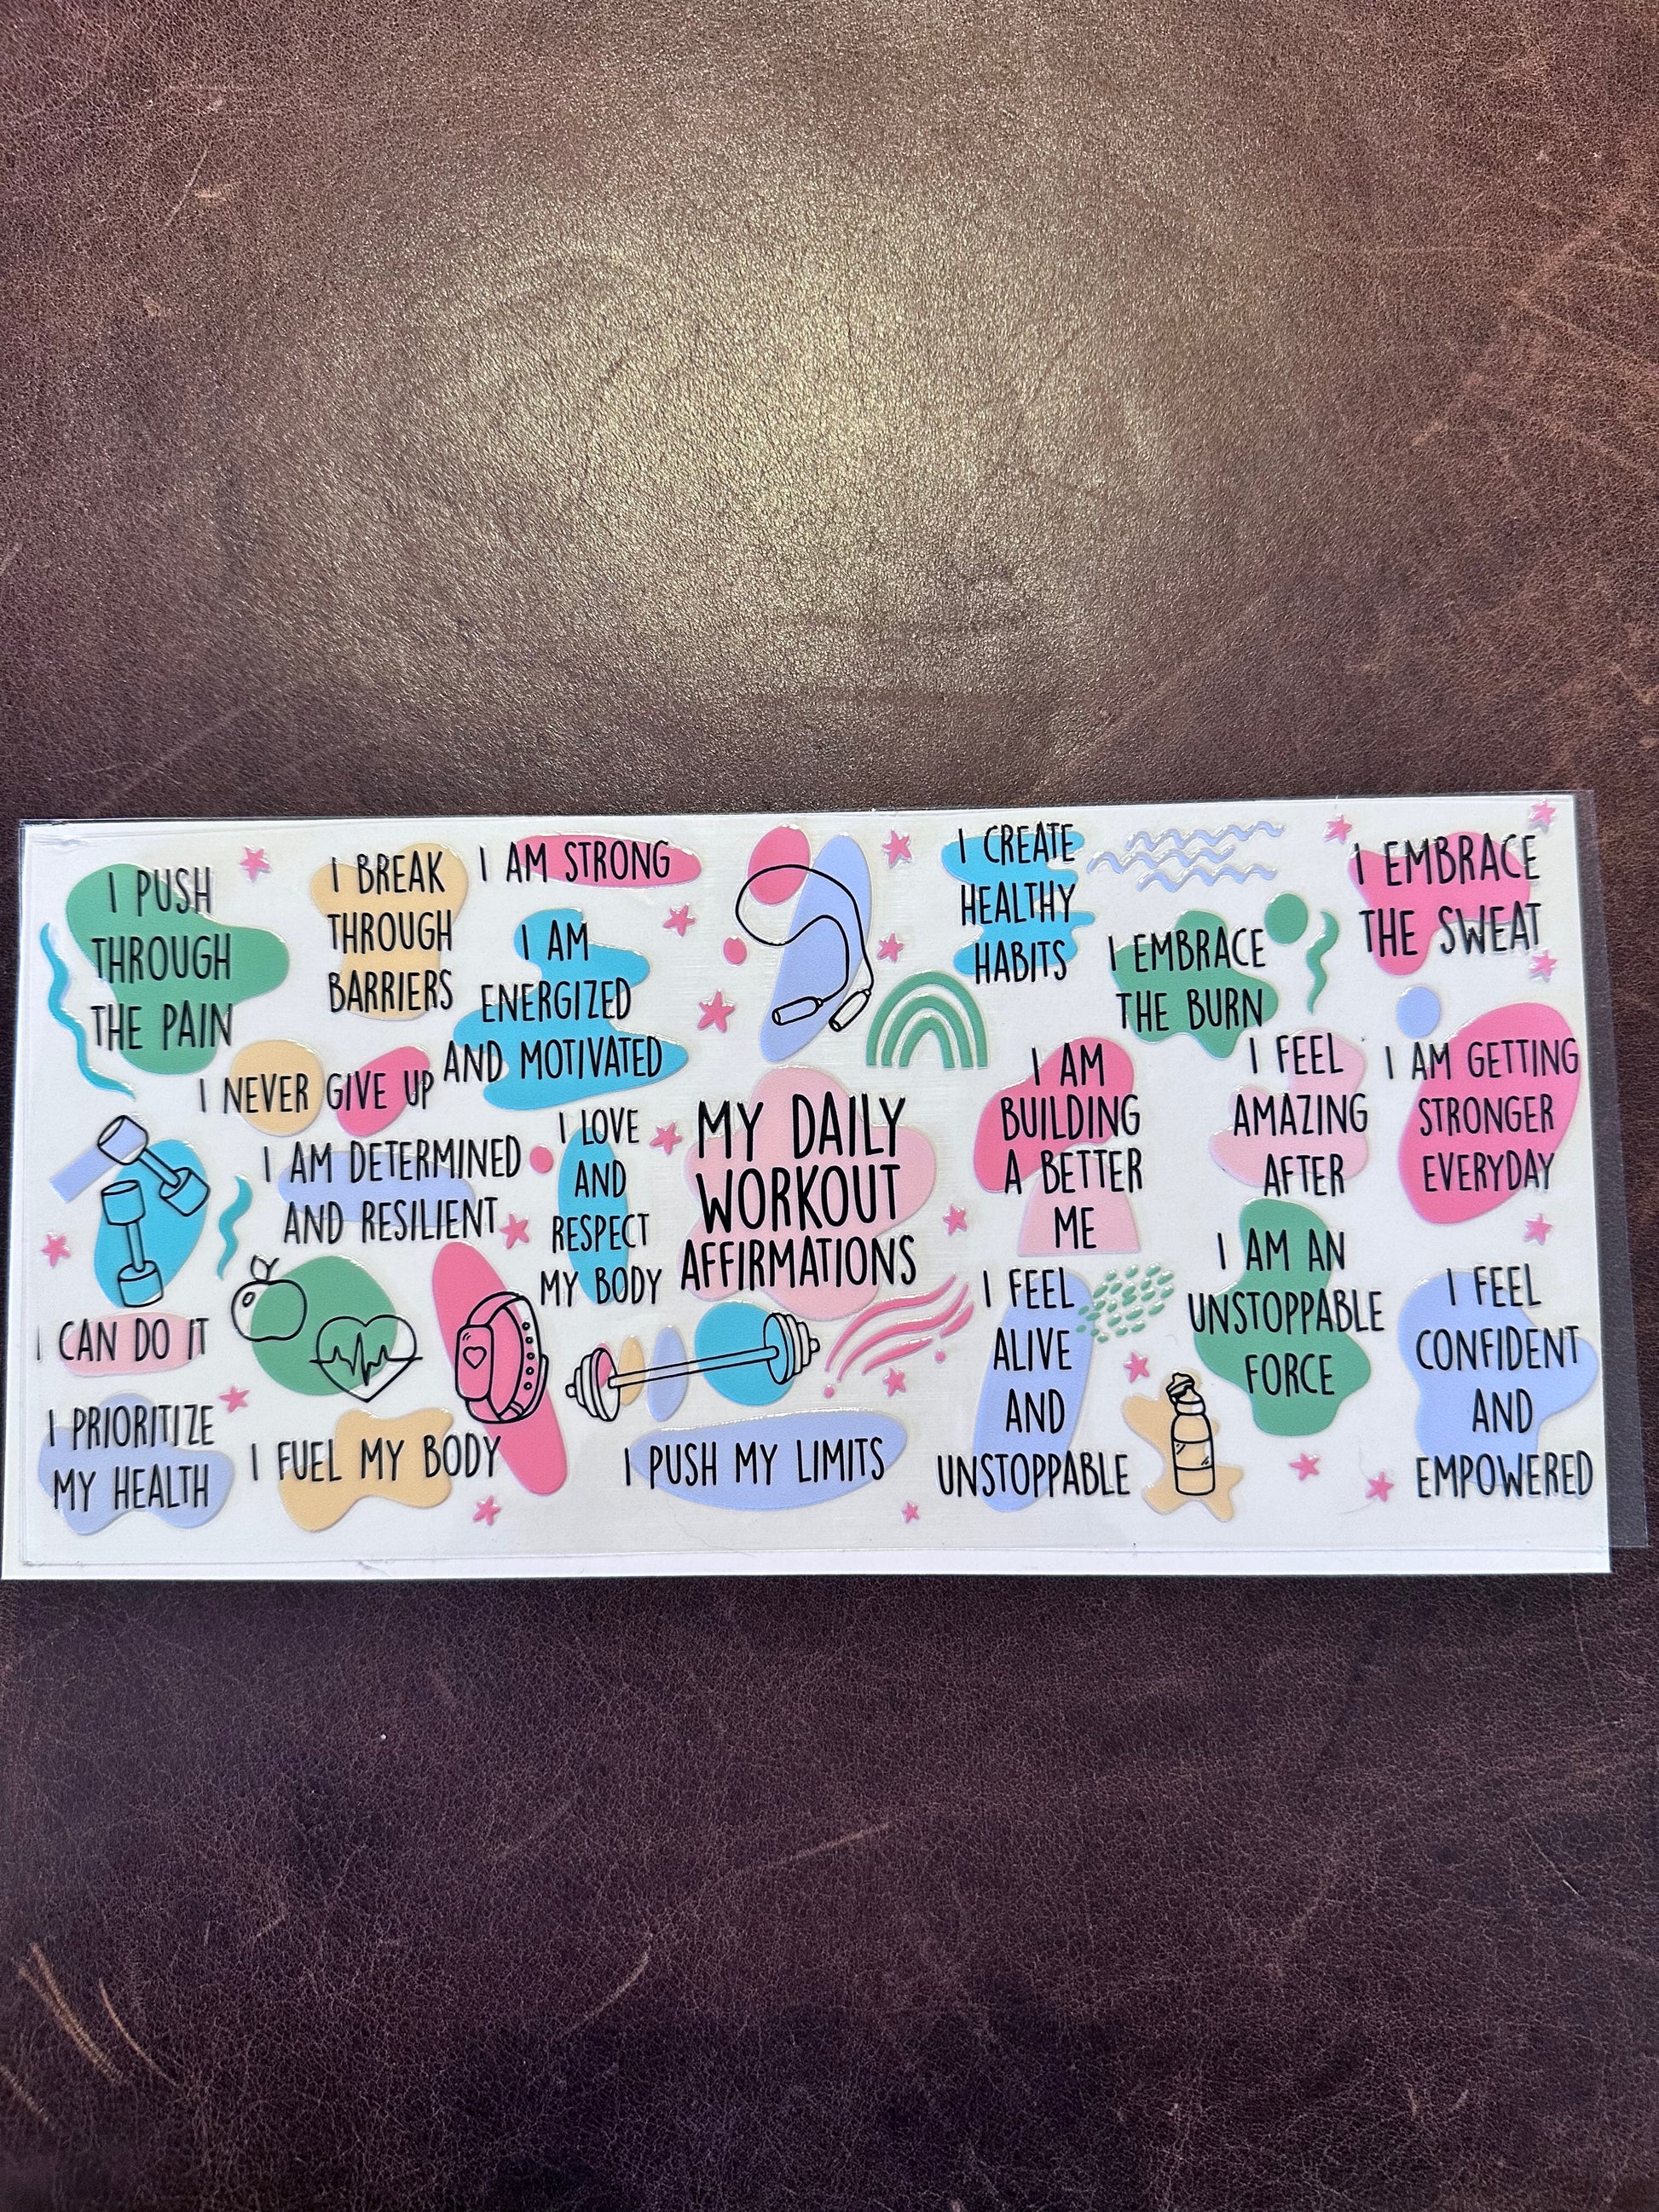 I PUSH
THROUGH
THE PAIN
I BREAK
THROUGH
BARRIERS
I AM STRONG
I AM
ENERGIZED
AND MOTIVATED
I NEVER GIVE UP
I AM DETERMINED
AND RESILIENT
I LOVE
AND
RESPECT
MY BODY
I CAN DO IT
I PRIORITIZE
MY HEALTH
I FUEL MY BODY
MY DAILY
WORKOUT
AFFIRMATIONS
I PUSH MY LIMITS
I CREATE
HEALTHY
HABITS
I EMBRACE
THE BURN
I EMBRACE
THE SWEAT
I AM
BUILDING
A BETTER
ME
I FEEL
AMAZING
AFTER
I AM GETTING
STRONGER
EVERYDAY
I FEEL
ALIVE
AND
UNSTOPPABLE
I AM AN
UNSTOPPABLE
FORCE
I FEEL
CONFIDENT
AND
EMPOWERED